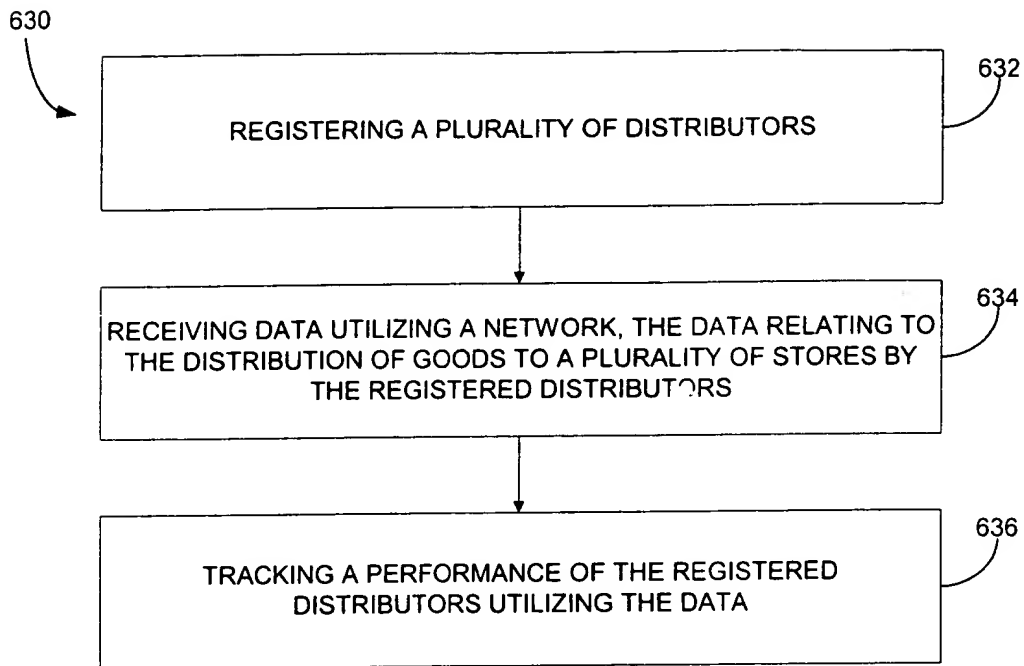 630
632
REGISTERING A PLURALITY OF DISTRIBUTORS
634
RECEIVING DATA UTILIZING A NETWORK, THE DATA RELATING TO
THE DISTRIBUTION OF GOODS TO A PLURALITY OF STORES BY
THE REGISTERED DISTRIBUTORS
636
TRACKING A PERFORMANCE OF THE REGISTERED
DISTRIBUTORS UTILIZING THE DATA